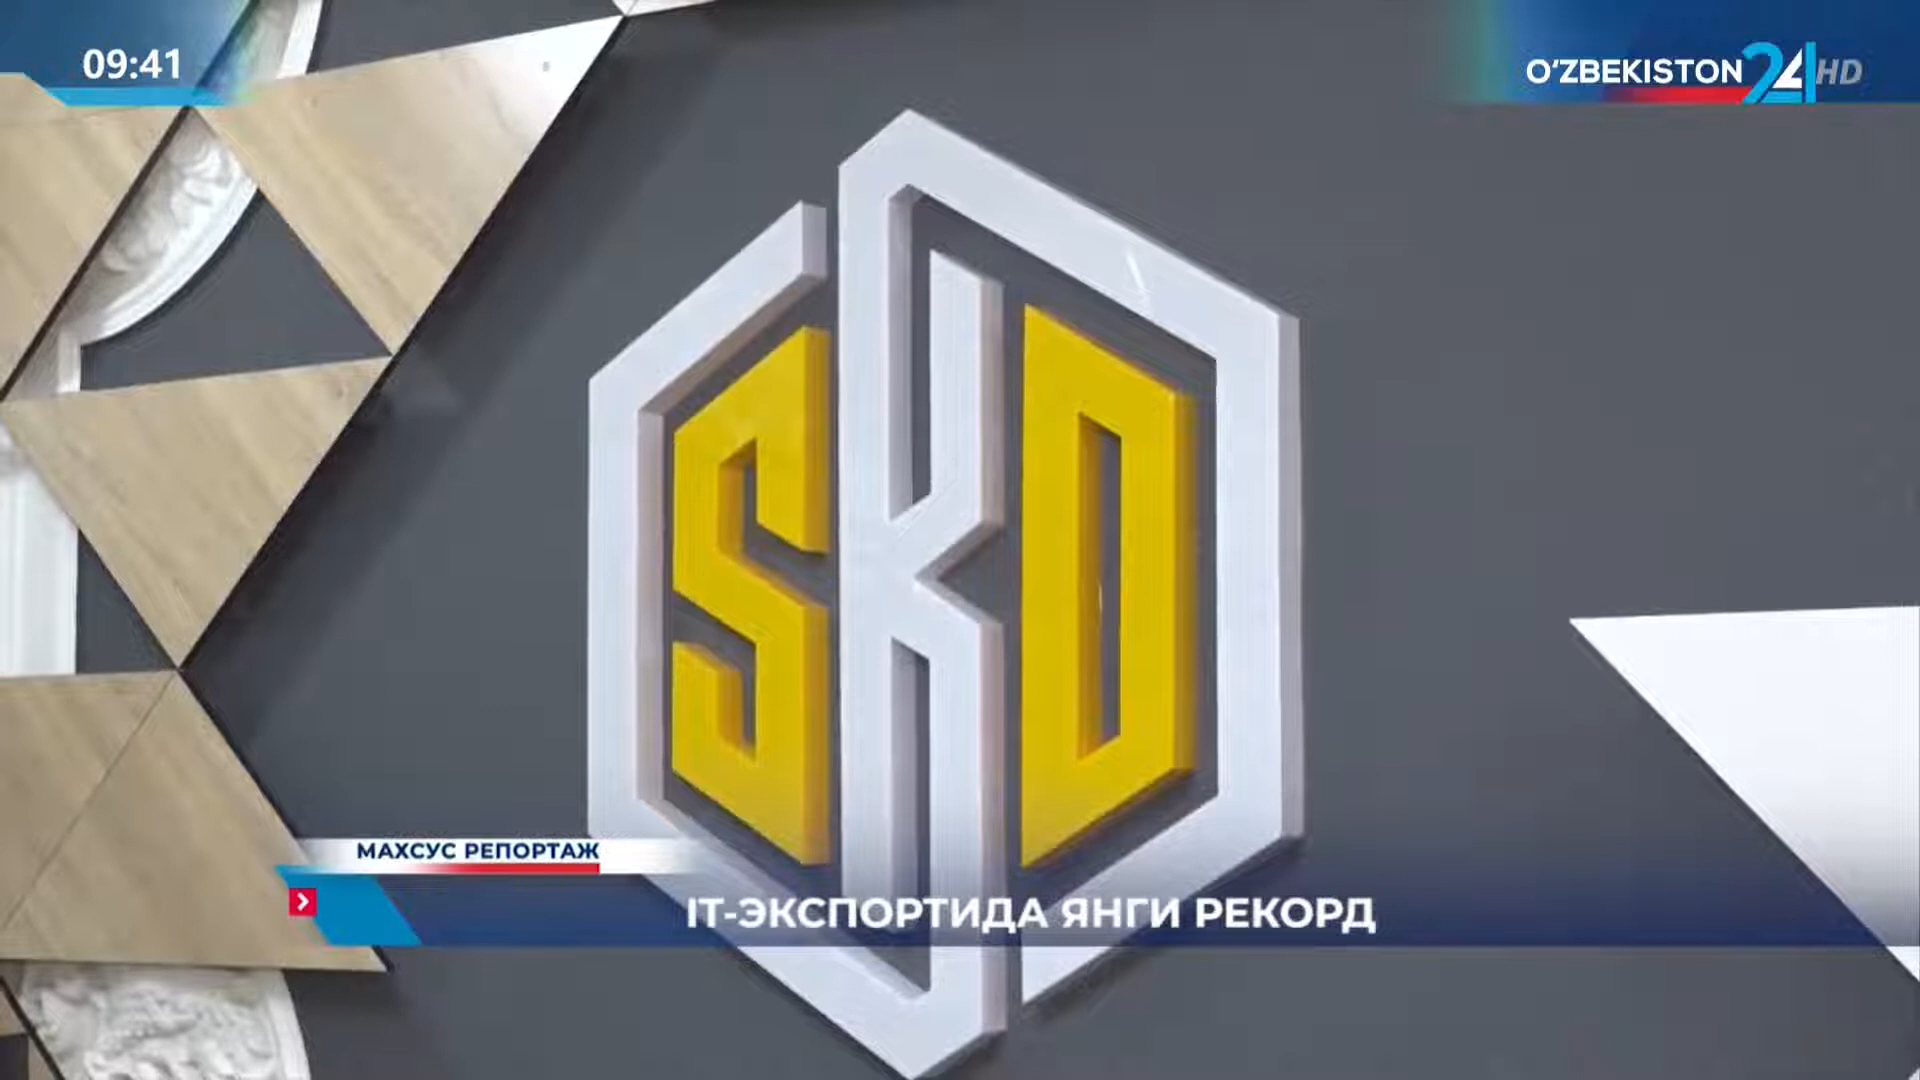 09:41
O‘ZBEKISTON 24 HD
SKD
МАХСУС РЕПОРТАЖ
IT-ЭКСПОРТИДА ЯНГИ РЕКОРД